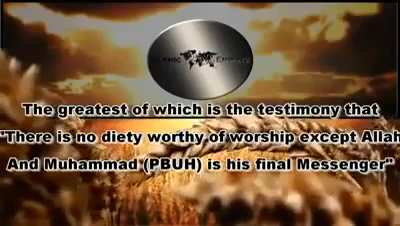 The greatest of which is the testimony that
"There is no diety worthy of worship except Allah
And Muhammad (PBUH) is his final Messenger"